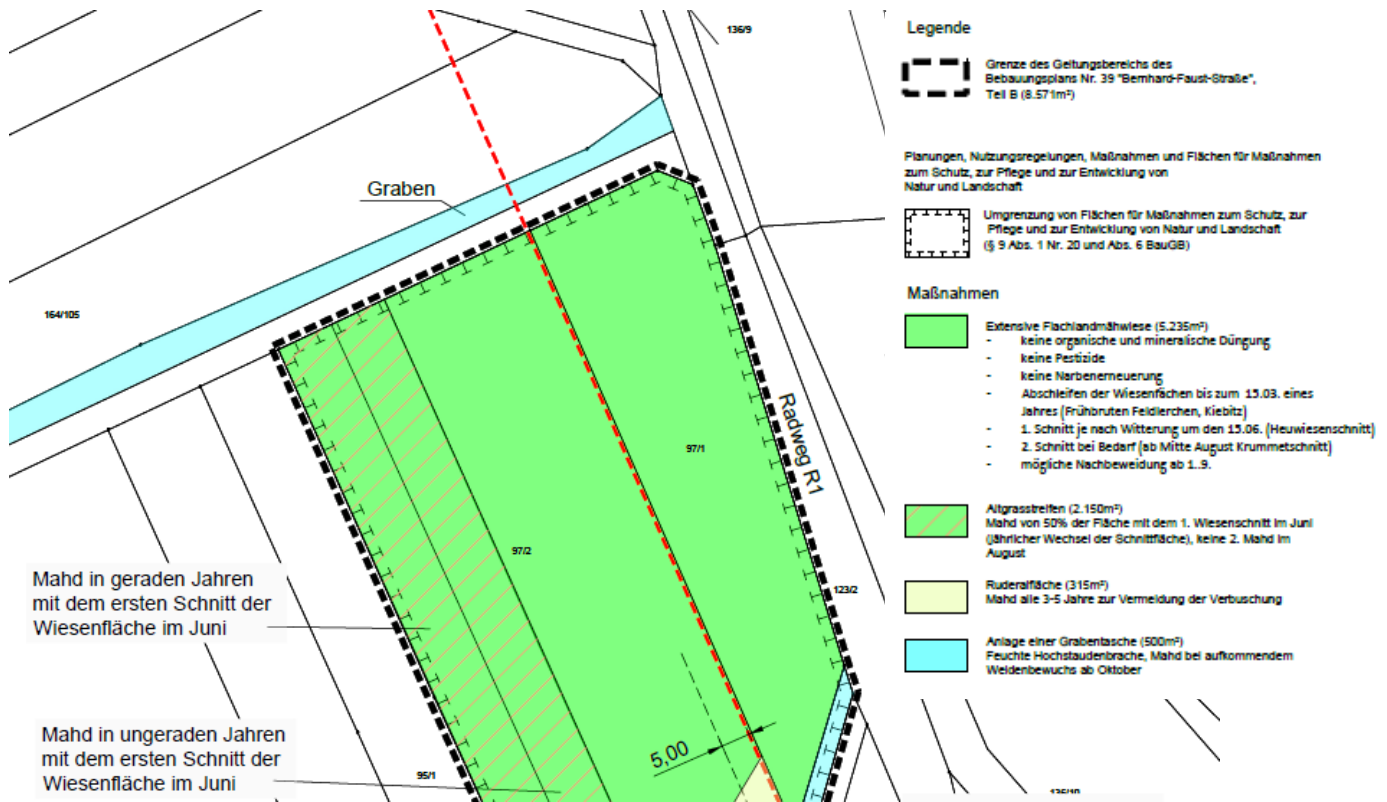 136/9
Graben
164/105
97/1
Radweg R1
97/2
123/2
Mahd in geraden Jahren
mit dem ersten Schnitt der
Wiesenfläche im Juni
Mahd in ungeraden Jahren
mit dem ersten Schnitt der
Wiesenfläche im Juni
95/1
5,00
Legende
Grenze des Geltungsbereichs des
Bebauungsplans Nr. 39 "Bernhard-Faust-Straße",
Teil B (8.571m²)
Planungen, Nutzungsregelungen, Maßnahmen und Flächen für Maßnahmen
zum Schutz, zur Pflege und zur Entwicklung von
Natur und Landschaft
Umgrenzung von Flächen für Maßnahmen zum Schutz, zur
Pflege und zur Entwicklung von Natur und Landschaft
(§ 9 Abs. 1 Nr. 20 und Abs. 6 BauGB)
Maßnahmen
Extensive Flachlandmähwiese (5.235m²)
- keine organische und mineralische Düngung
- keine Pestizide
- keine Narbenerneuerung
- Abschleifen der Wiesenfächen bis zum 15.03. eines
Jahres (Frühbruten Feldlerchen, Kiebitz)
- 1. Schnitt je nach Witterung um den 15.06. (Heuwiesenschnitt)
- 2. Schnitt bei Bedarf (ab Mitte August Krummetschnitt)
- mögliche Nachbeweidung ab 1..9.
Altgrasstreifen (2.150m²)
Mahd von 50% der Fläche mit dem 1. Wiesenschnitt im Juni
(jährlicher Wechsel der Schnittfläche), keine 2. Mahd im
August
Ruderalfläche (315m²)
Mahd alle 3-5 Jahre zur Vermeidung der Verbuschung
Anlage einer Grabentasche (500m²)
Feuchte Hochstaudenbrache, Mahd bei aufkommendem
Weidenbewuchs ab Oktober